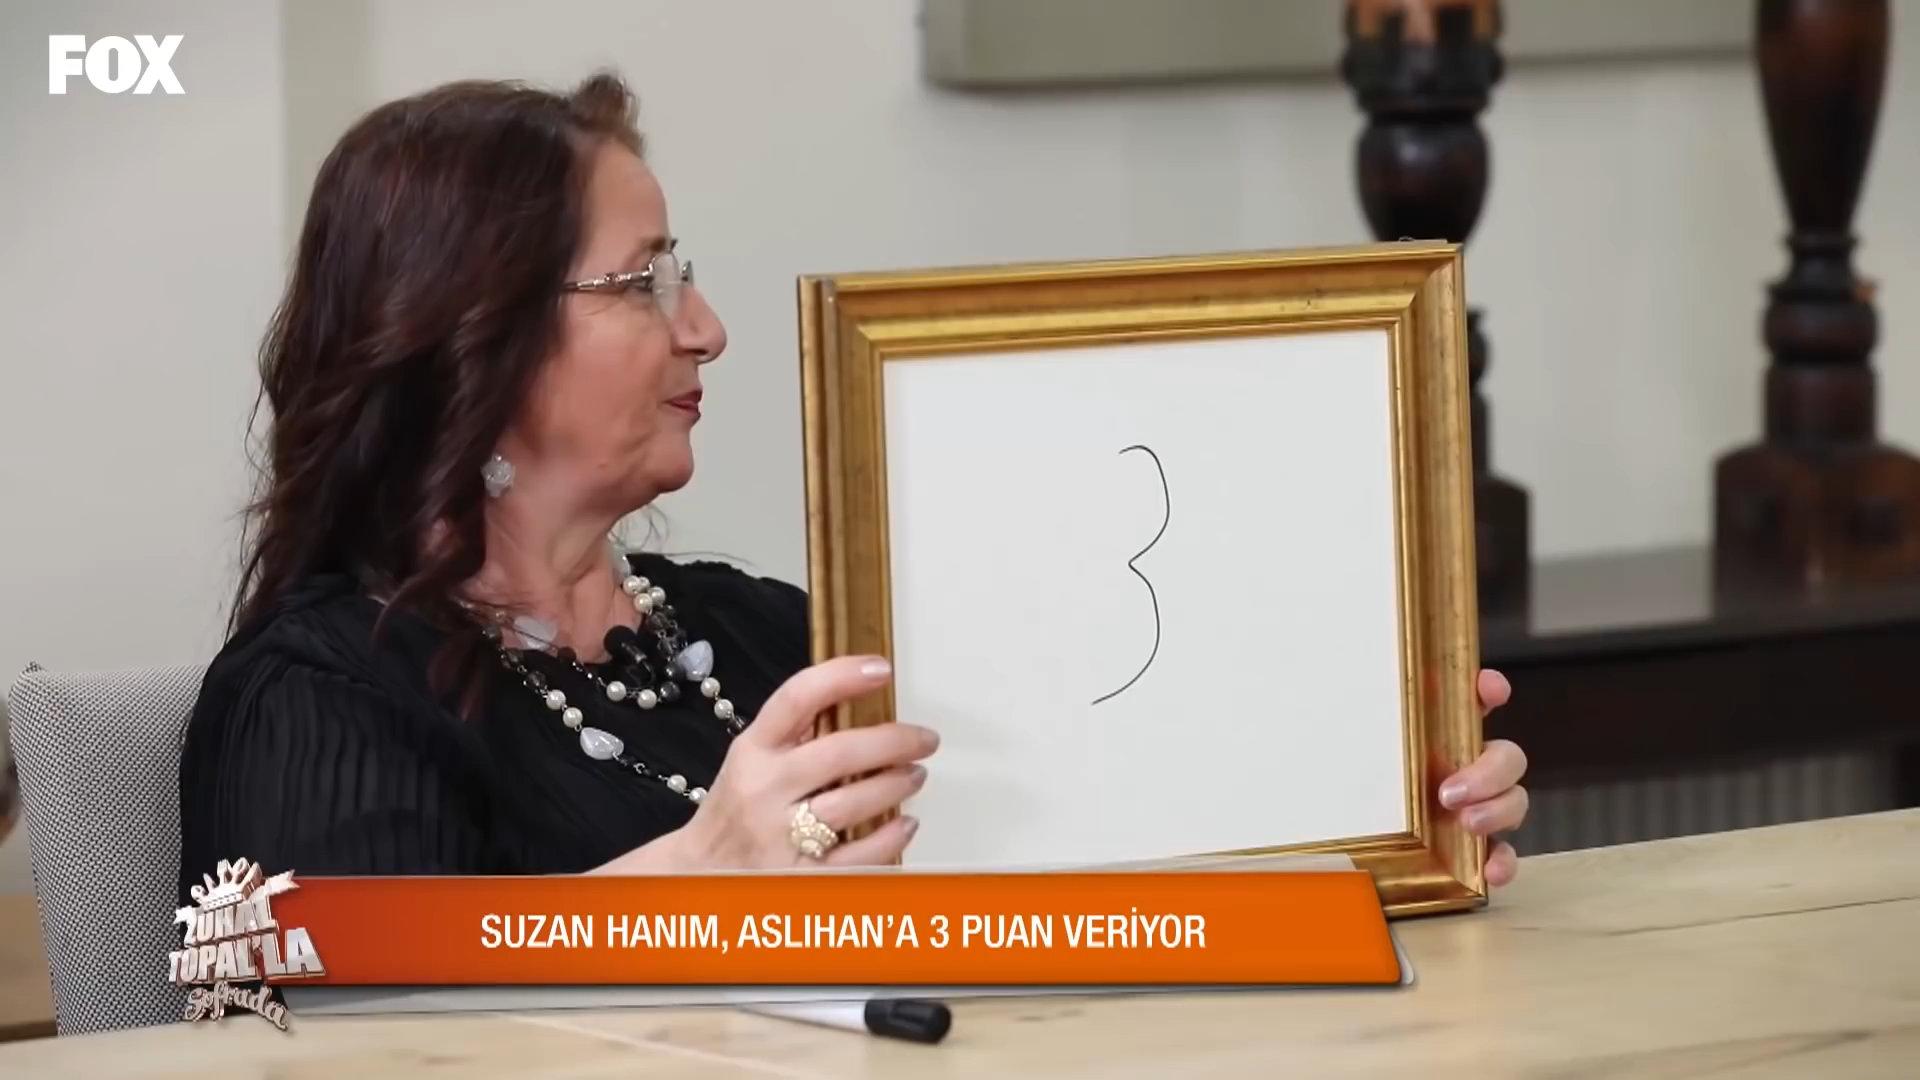 FOX
3
ZUHAL
TOPAL'LA
Sofrada
SUZAN HANIM, ASLIHAN'A 3 PUAN VERİYOR